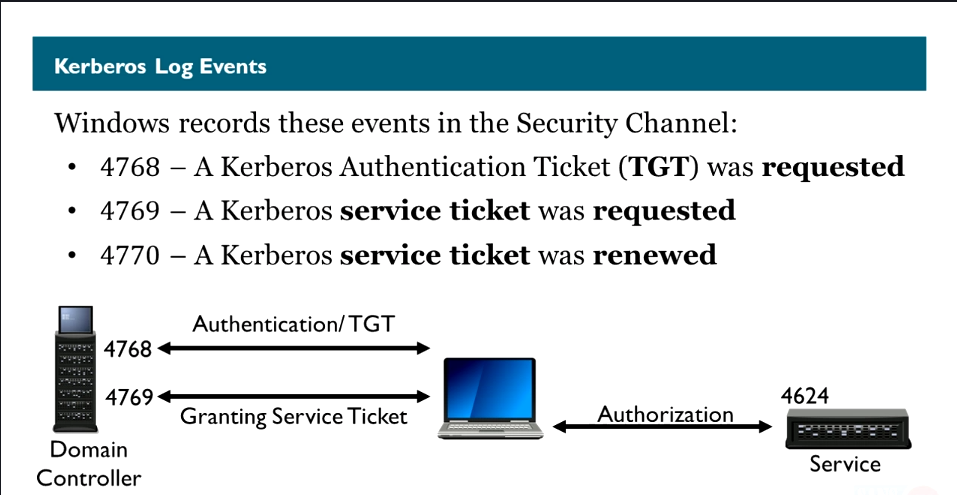 Kerberos Log Events
Windows records these events in the Security Channel:
• 4768 – A Kerberos Authentication Ticket (TGT) was requested
• 4769 – A Kerberos service ticket was requested
• 4770 – A Kerberos service ticket was renewed
Authentication/ TGT
4768
4769
Granting Service Ticket
Domain
Controller
Authorization
4624
Service